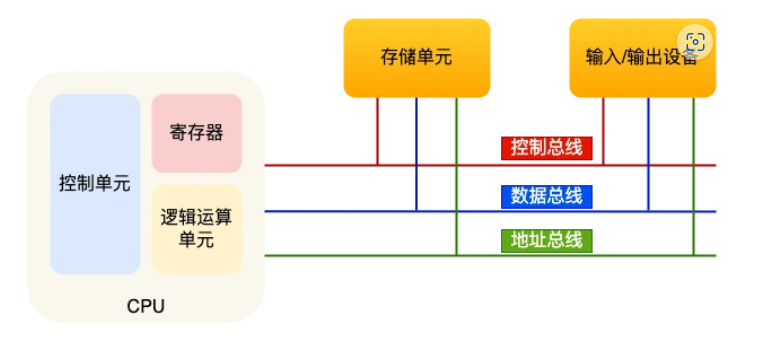 存储单元
输入/输出设备
寄存器
控制单元
逻辑运算
单元
CPU
控制总线
数据总线
地址总线